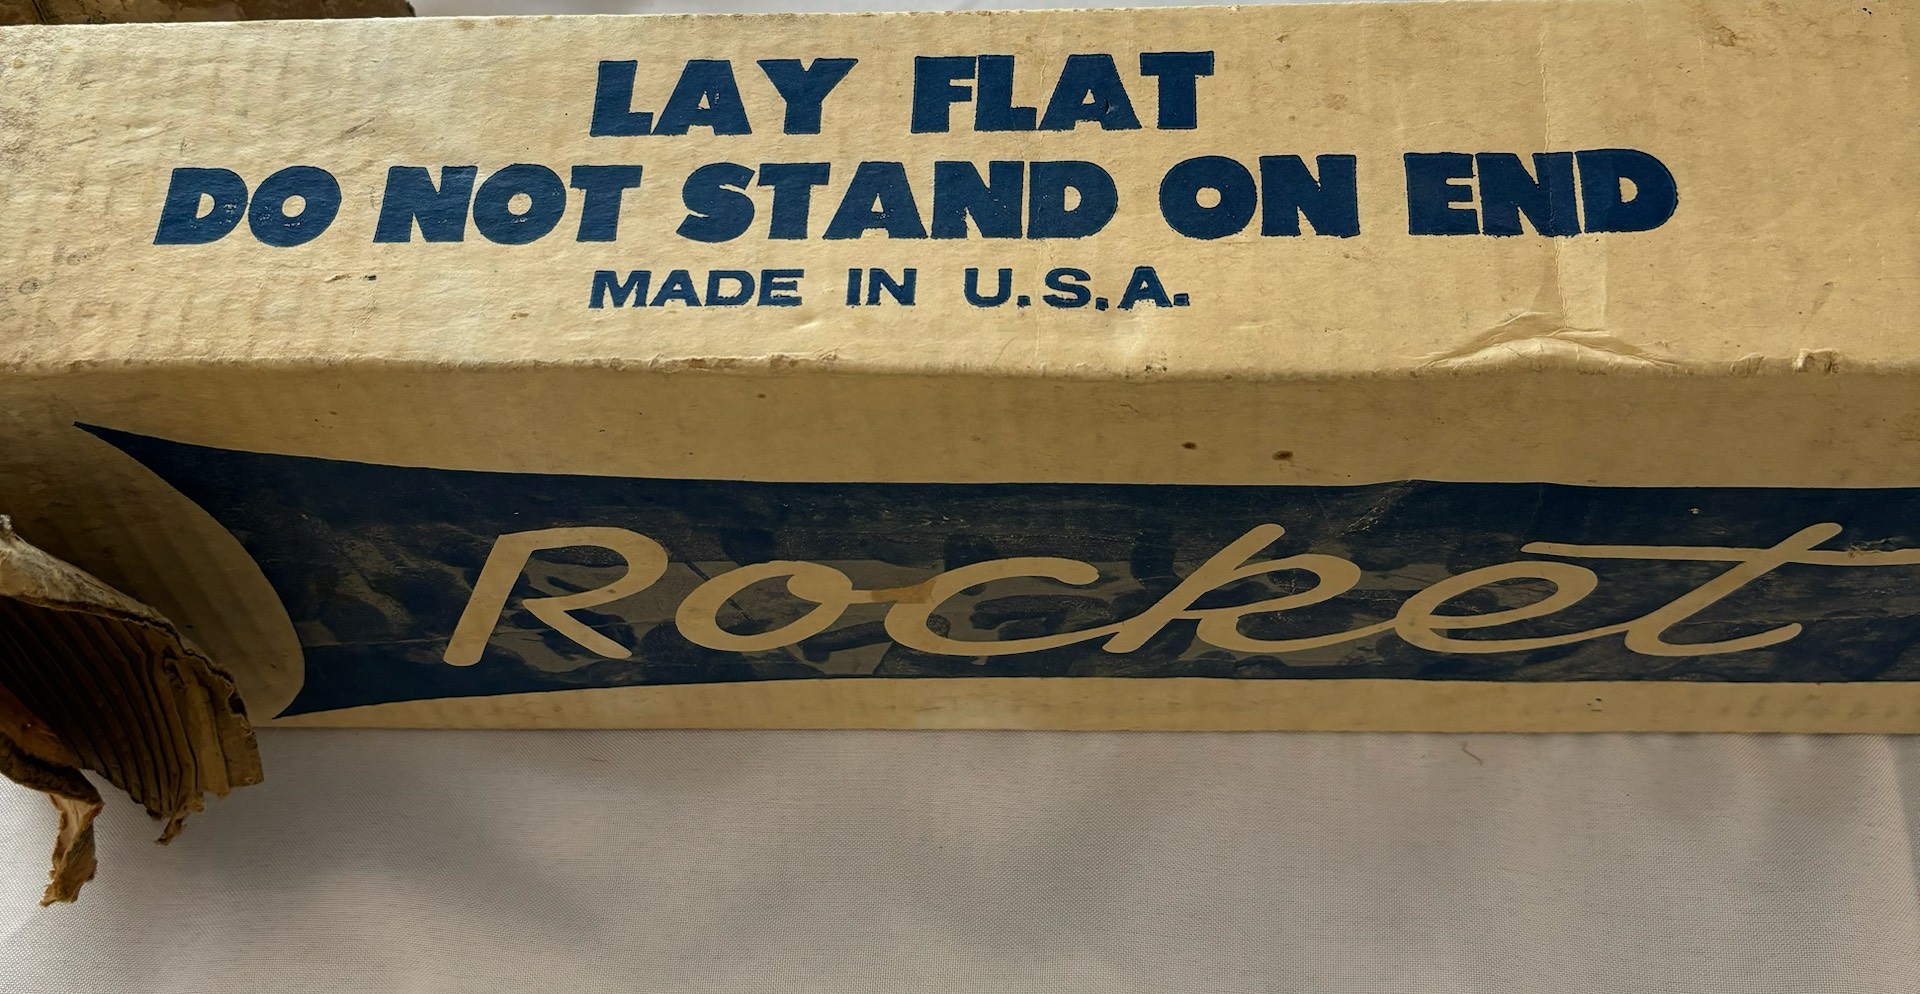 LAY FLAT
DO NOT STAND ON END
MADE IN U.S.A.
Rocket